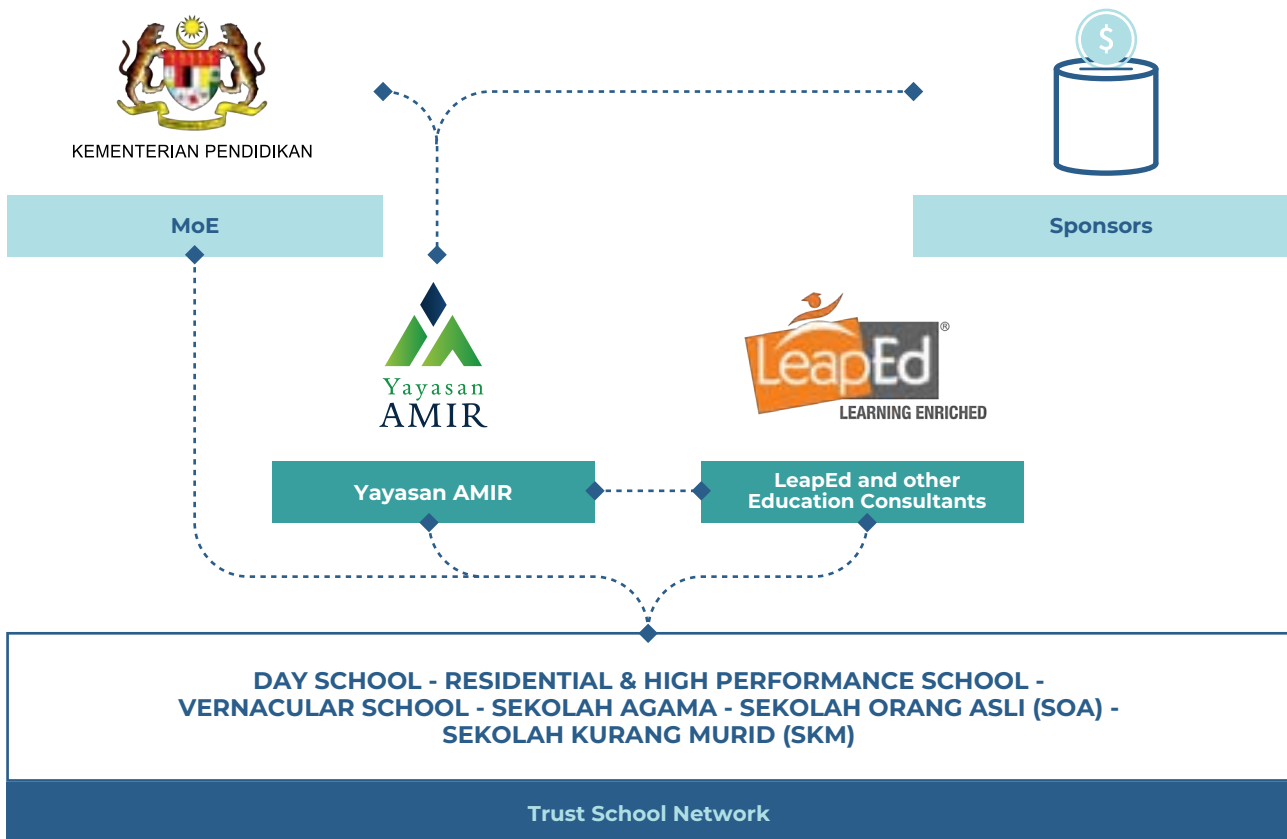 $
KEMENTERIAN PENDIDIKAN
MoE
Sponsors
Yayasan
AMIR
LeapEd®
LEARNING ENRICHED
Yayasan AMIR
LeapEd and other
Education Consultants
DAY SCHOOL - RESIDENTIAL & HIGH PERFORMANCE SCHOOL -
VERNACULAR SCHOOL - SEKOLAH AGAMA - SEKOLAH ORANG ASLI (SOA) -
SEKOLAH KURANG MURID (SKM)
Trust School Network